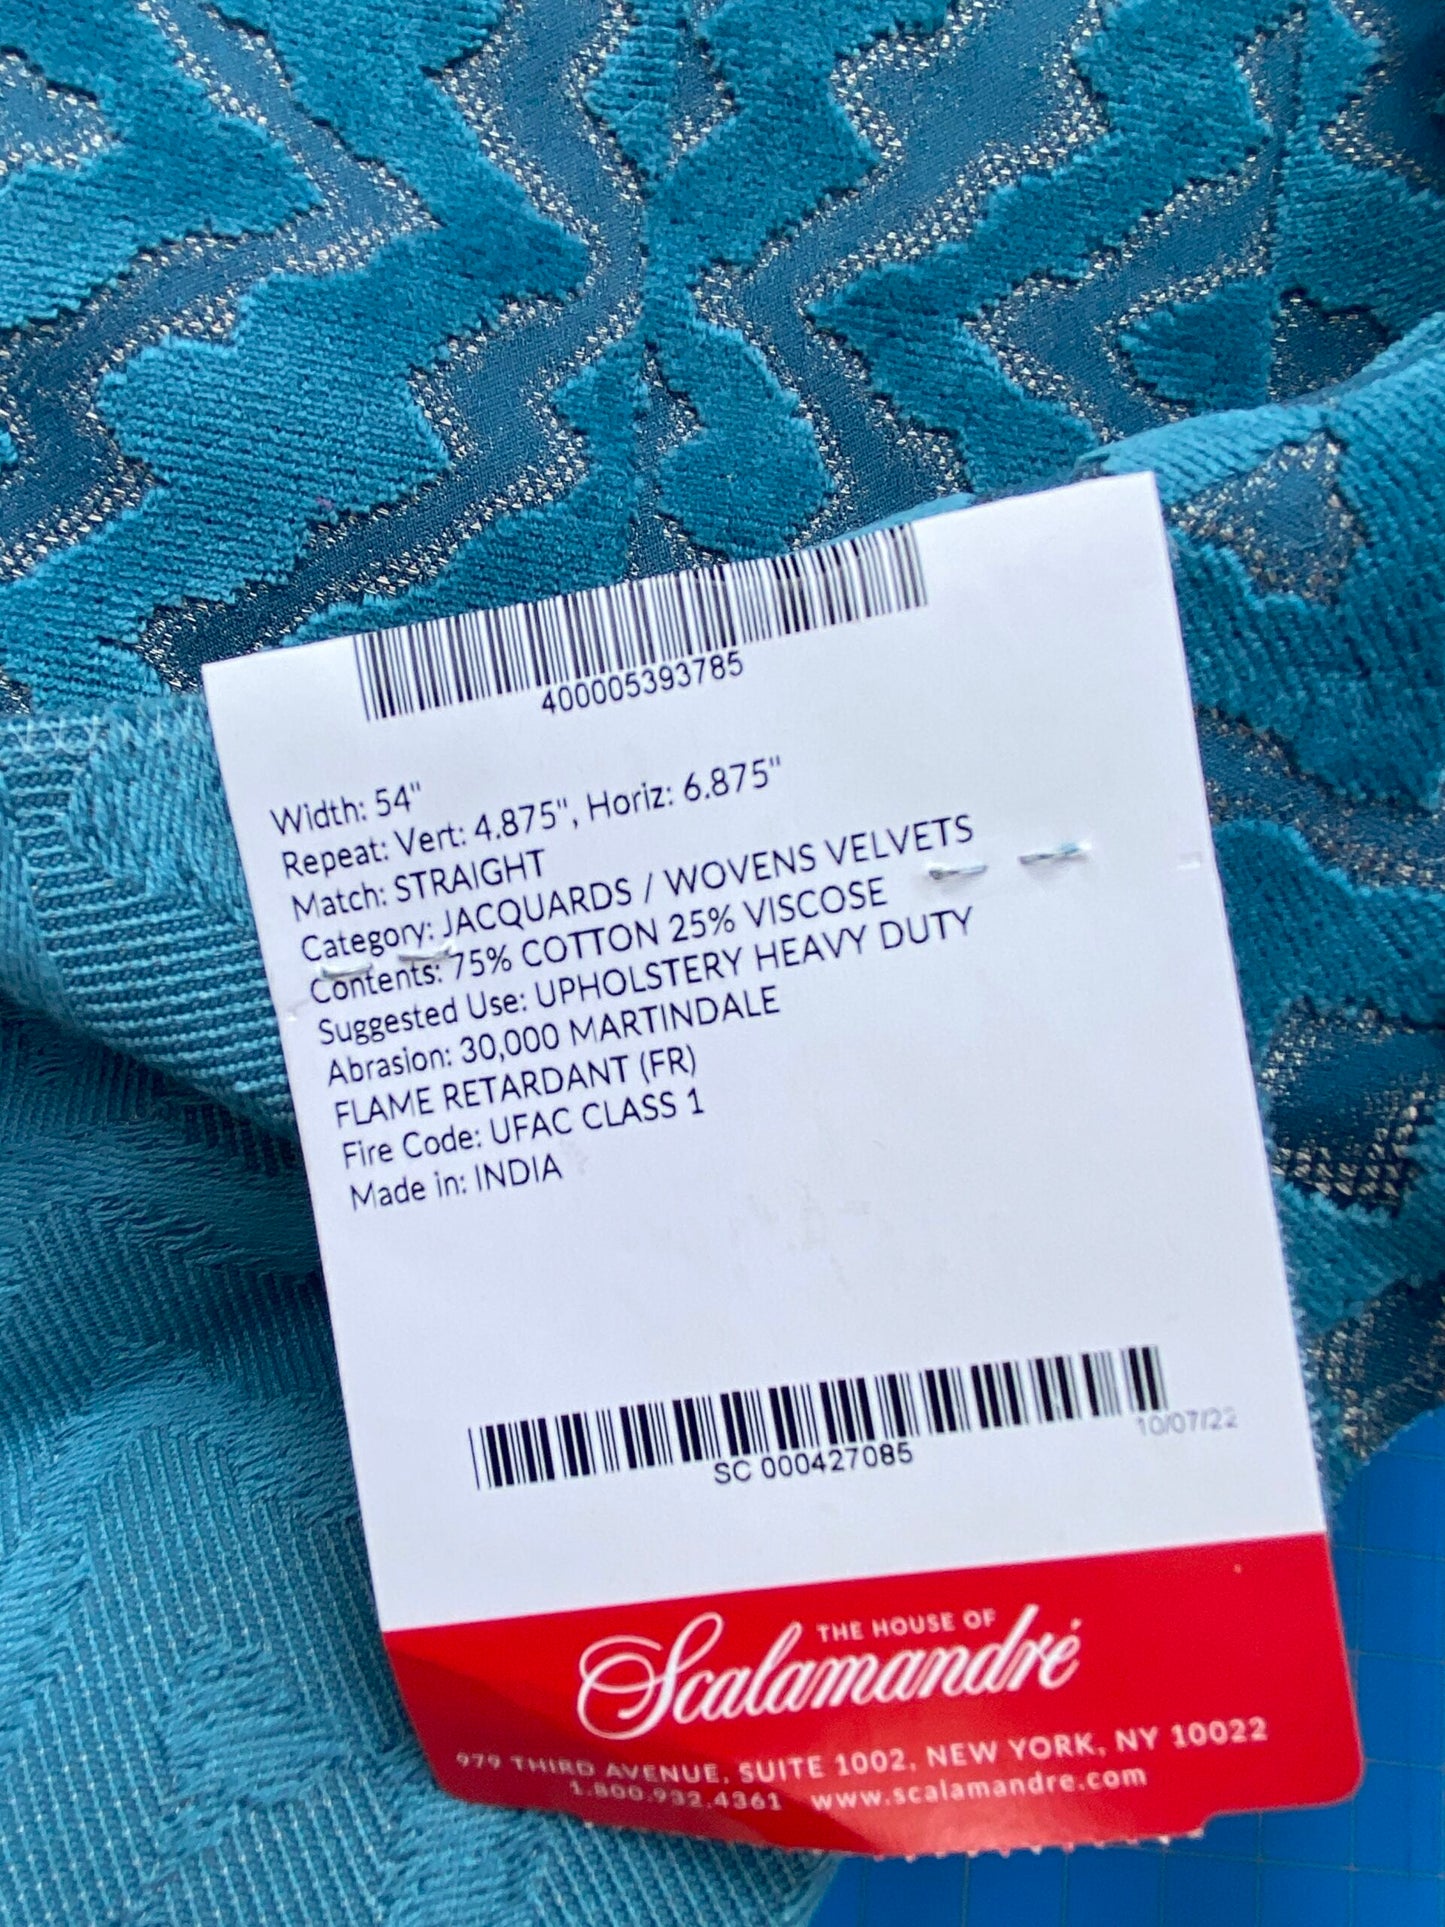 400005393785
Width: 54"
Repeat: Vert: 4.875", Horiz: 6.875"
Match: STRAIGHT
Category: JACQUARDS / WOVENS VELVETS
Contents: 75% COTTON 25% VISCOSE
Suggested Use: UPHOLSTERY HEAVY DUTY
Abrasion: 30,000 MARTINDALE
FLAME RETARDANT (FR)
Fire Code: UFAC CLASS 1
Made in: INDIA
10/07/22
SC 000427085
THE HOUSE OF
Scalamandré
979 THIRD AVENUE, SUITE 1002, NEW YORK, NY 10022
1.800.932.4361 www.scalamandre.com